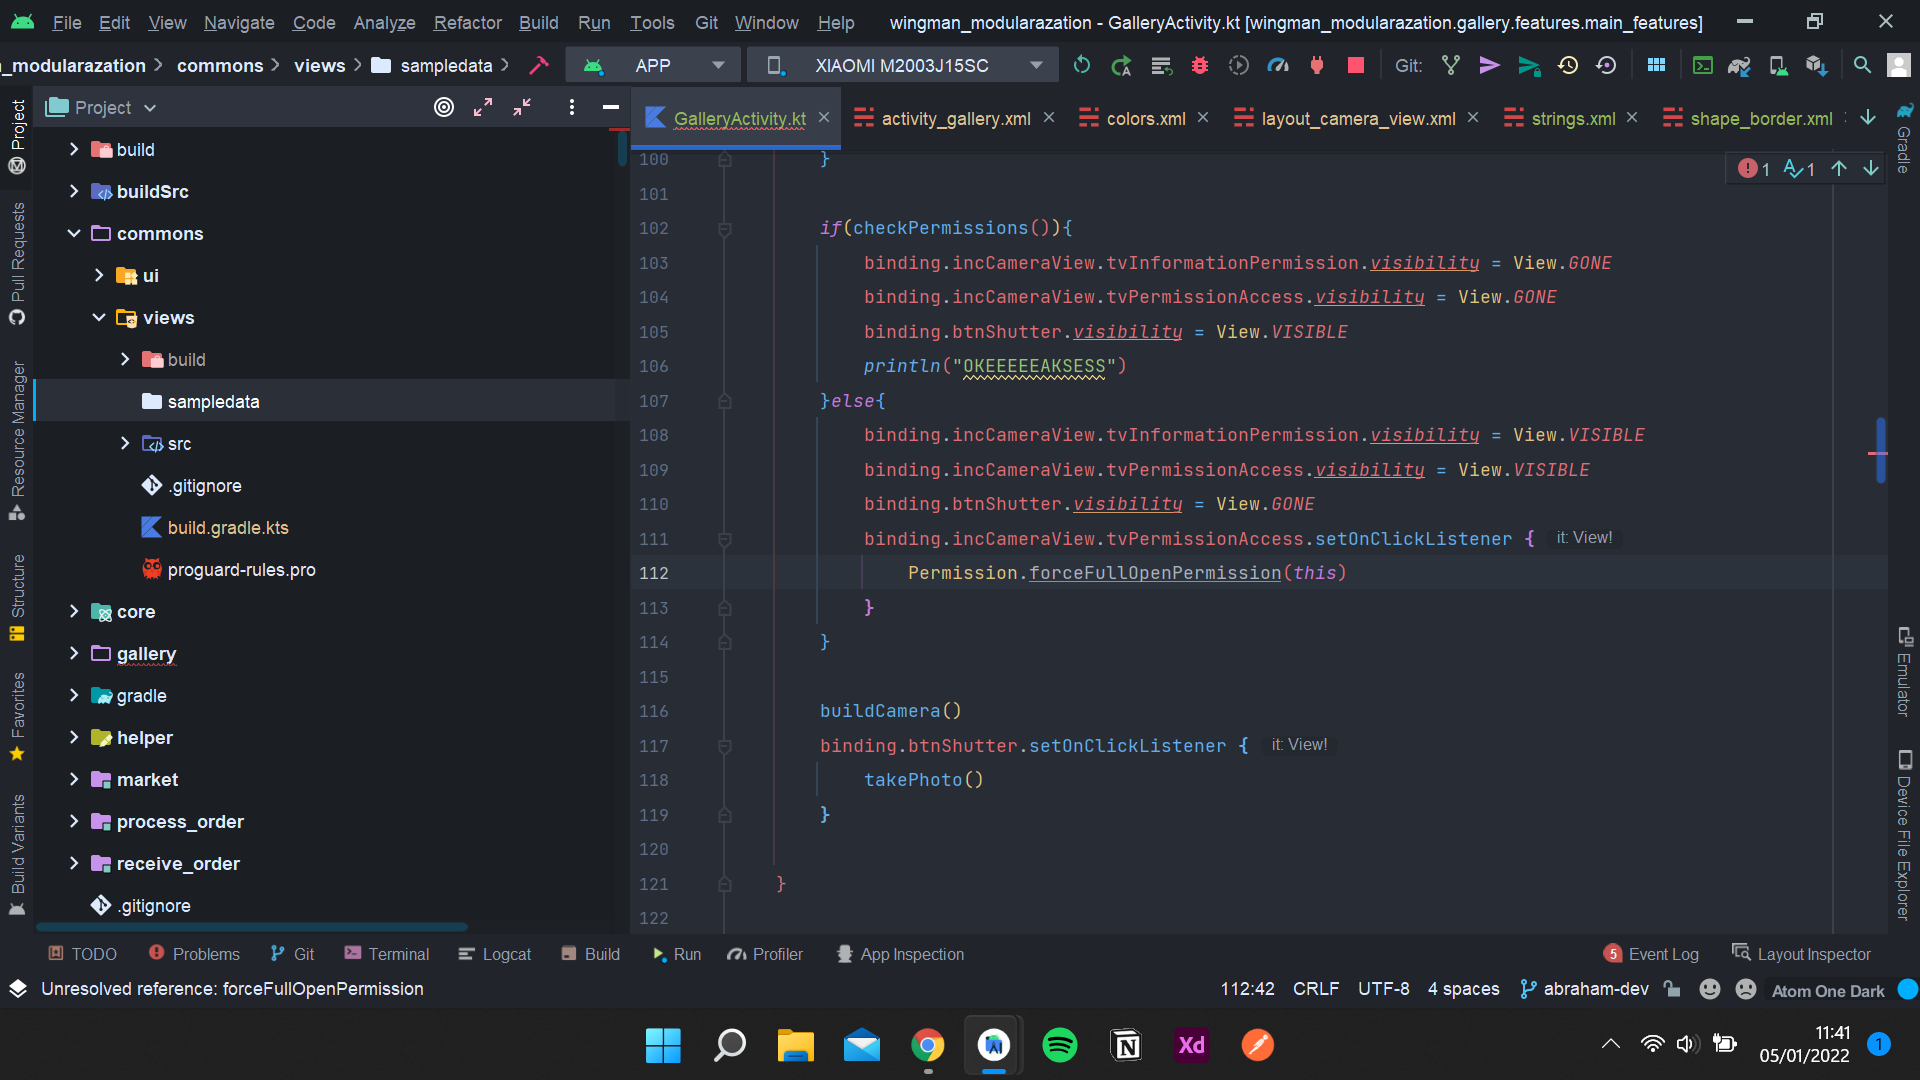 File Edit View Navigate Code Analyze Refactor Build Run Tools Git Window Help wingman_modularazation - GalleryActivity.kt [wingman_modularazation.gallery.features.main_features]
_modularazation commons views sampledata APP XIAOMI M2003J15SC Git:
Project
GalleryActivity.kt activity_gallery.xml colors.xml layout_camera_view.xml strings.xml shape_border.xml
Project
Pull Requests
Resource Manager
Structure
Favorites
Build Variants
build
buildSrc
commons
ui
views
build
sampledata
src
.gitignore
build.gradle.kts
proguard-rules.pro
core
gallery
gradle
helper
market
process_order
receive_order
.gitignore
1 1
100 }
101
102 if(checkPermissions()){
103 binding.incCameraView.tvInformationPermission.visibility = View.GONE
104 binding.incCameraView.tvPermissionAccess.visibility = View.GONE
105 binding.btnShutter.visibility = View.VISIBLE
106 println("OKEEEEEAKSESS")
107 }else{
108 binding.incCameraView.tvInformationPermission.visibility = View.VISIBLE
109 binding.incCameraView.tvPermissionAccess.visibility = View.VISIBLE
110 binding.btnShutter.visibility = View.GONE
111 binding.incCameraView.tvPermissionAccess.setOnClickListener { it: View!
112 Permission.forceFullOpenPermission(this)
113 }
114 }
115
116 buildCamera()
117 binding.btnShutter.setOnClickListener { it: View!
118 takePhoto()
119 }
120
121 }
122
Gradle
Emulator
Device File Explorer
TODO Problems Git Terminal Logcat Build Run Profiler App Inspection 5 Event Log Layout Inspector
Unresolved reference: forceFullOpenPermission 112:42 CRLF UTF-8 4 spaces abraham-dev Atom One Dark
Xd
11:41
05/01/2022
1